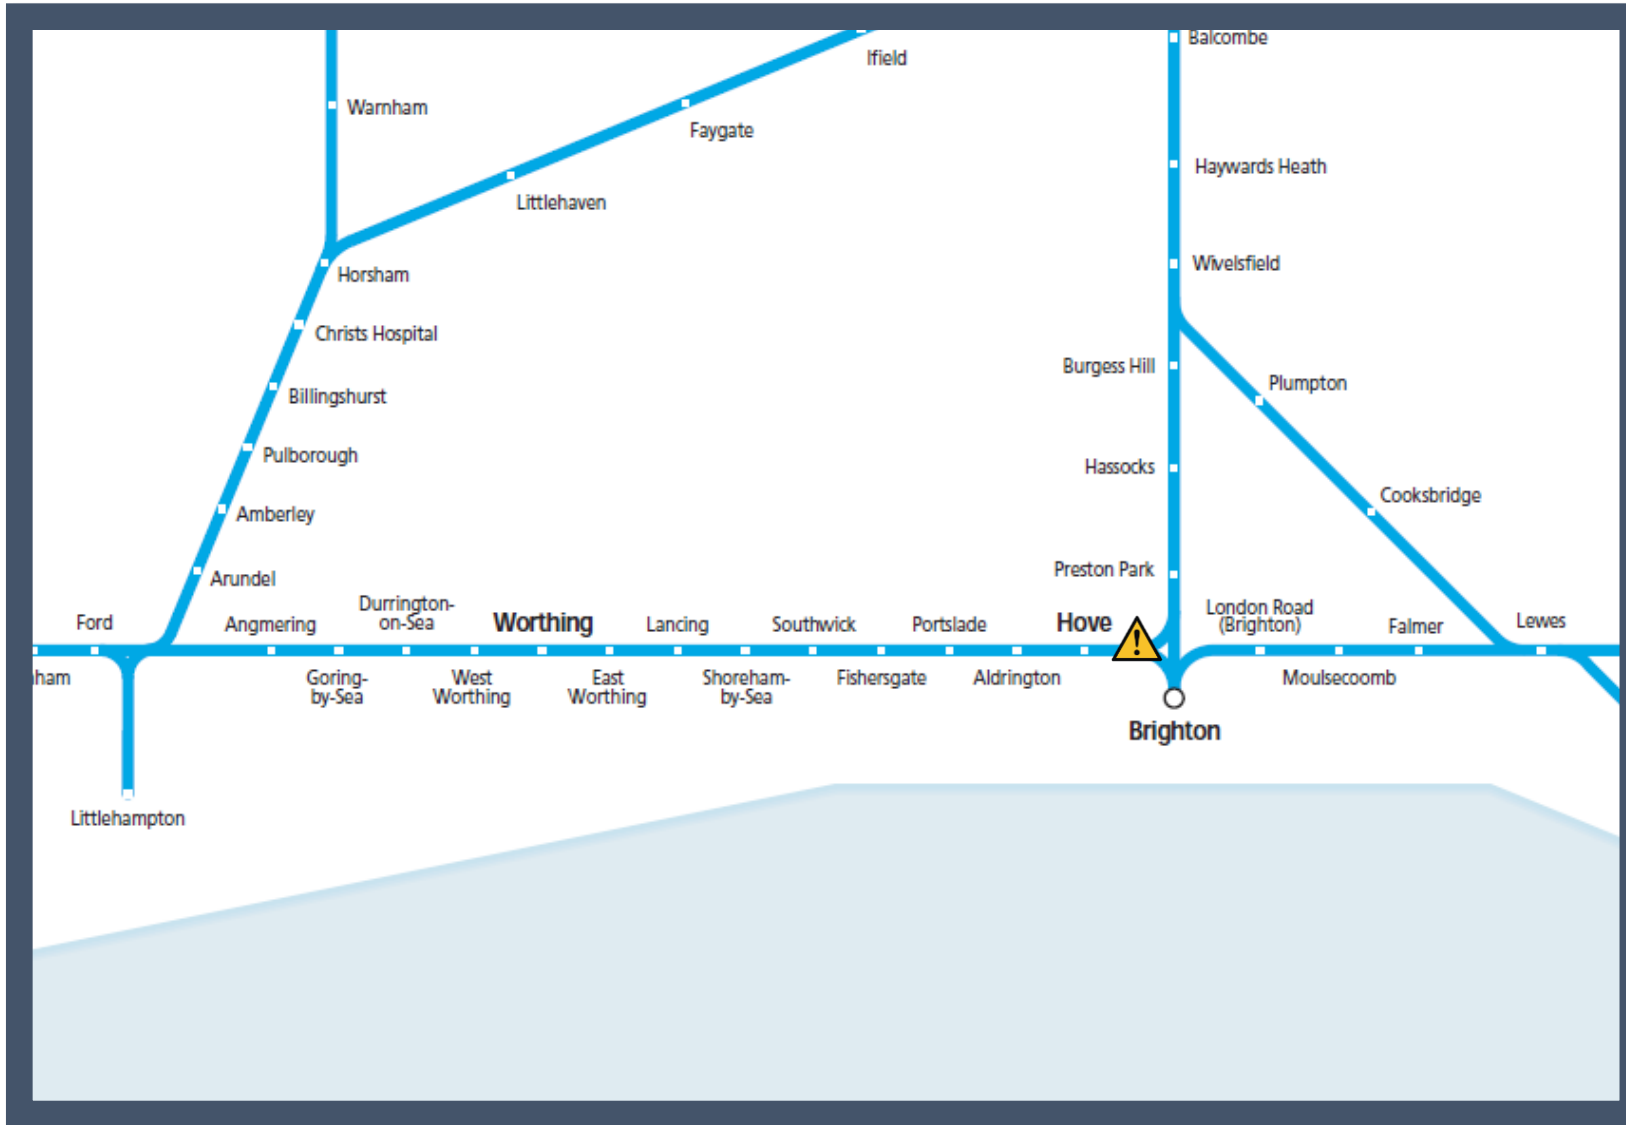 Balcombe
Ifield
Warnham
Faygate
Haywards Heath
Littlehaven
Wivelsfield
Horsham
Christs Hospital
Burgess Hill
Plumpton
Billingshurst
Pulborough
Hassocks
Cooksbridge
Amberley
Preston Park
Arundel
Ford
Angmering
Durrington-
on-Sea
Worthing
Lancing
Southwick
Portslade
Hove
!
London Road
(Brighton)
Falmer
Lewes
ham
Goring-
by-Sea
West
Worthing
East
Worthing
Shoreham-
by-Sea
Fishersgate
Aldrington
Moulsecoomb
Brighton
Littlehampton